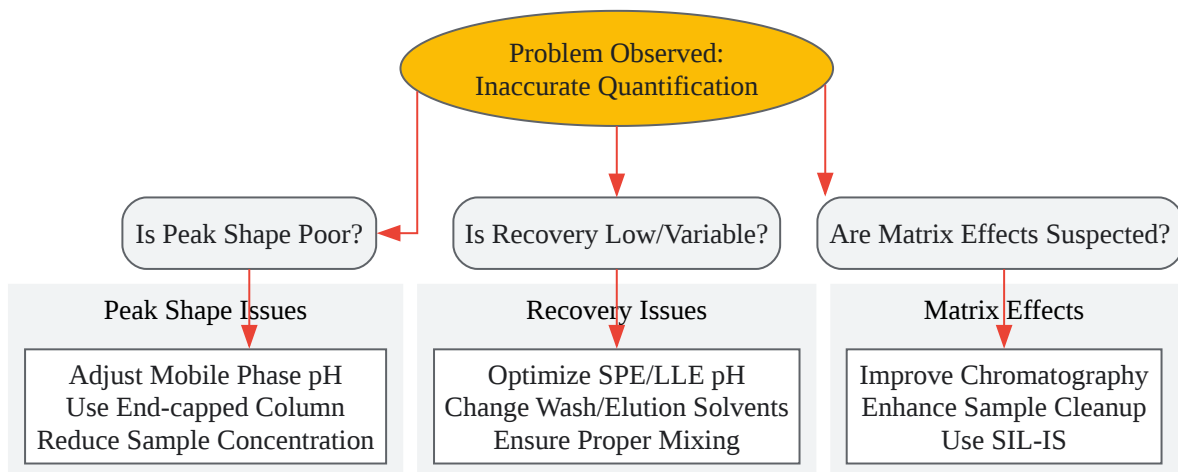 Problem Observed:
Inaccurate Quantification
Is Peak Shape Poor?
Is Recovery Low/Variable?
Are Matrix Effects Suspected?
Peak Shape Issues
Recovery Issues
Matrix Effects
Adjust Mobile Phase pH
Use End-capped Column
Reduce Sample Concentration
Optimize SPE/LLE pH
Change Wash/Elution Solvents
Ensure Proper Mixing
Improve Chromatography
Enhance Sample Cleanup
Use SIL-IS